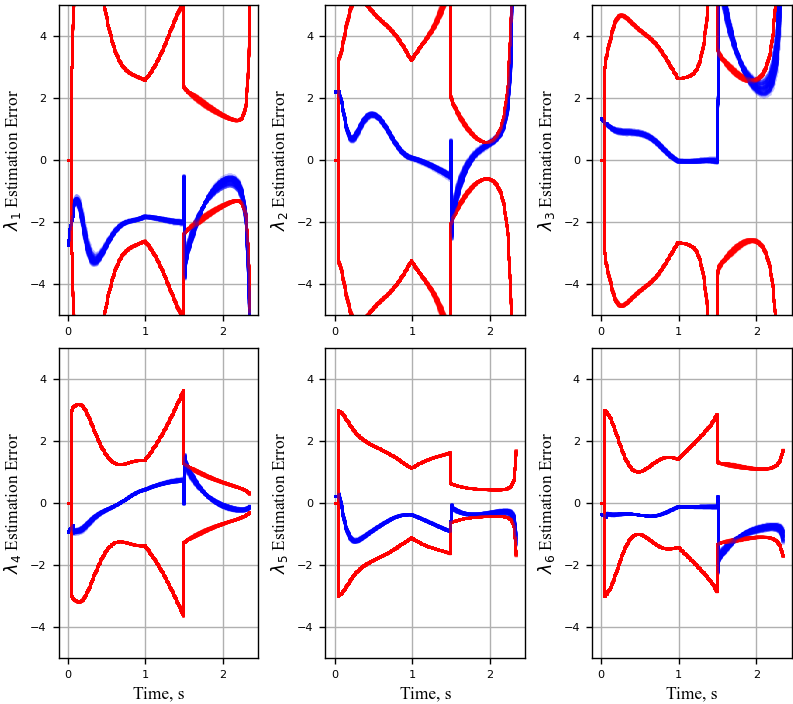 λ1 Estimation Error
4
2
0
−2
−4
0 1 2
λ2 Estimation Error
4
2
0
−2
−4
0 1 2
λ3 Estimation Error
4
2
0
−2
−4
0 1 2
λ4 Estimation Error
4
2
0
−2
−4
0 1 2
Time, s
λ5 Estimation Error
4
2
0
−2
−4
0 1 2
Time, s
λ6 Estimation Error
4
2
0
−2
−4
0 1 2
Time, s